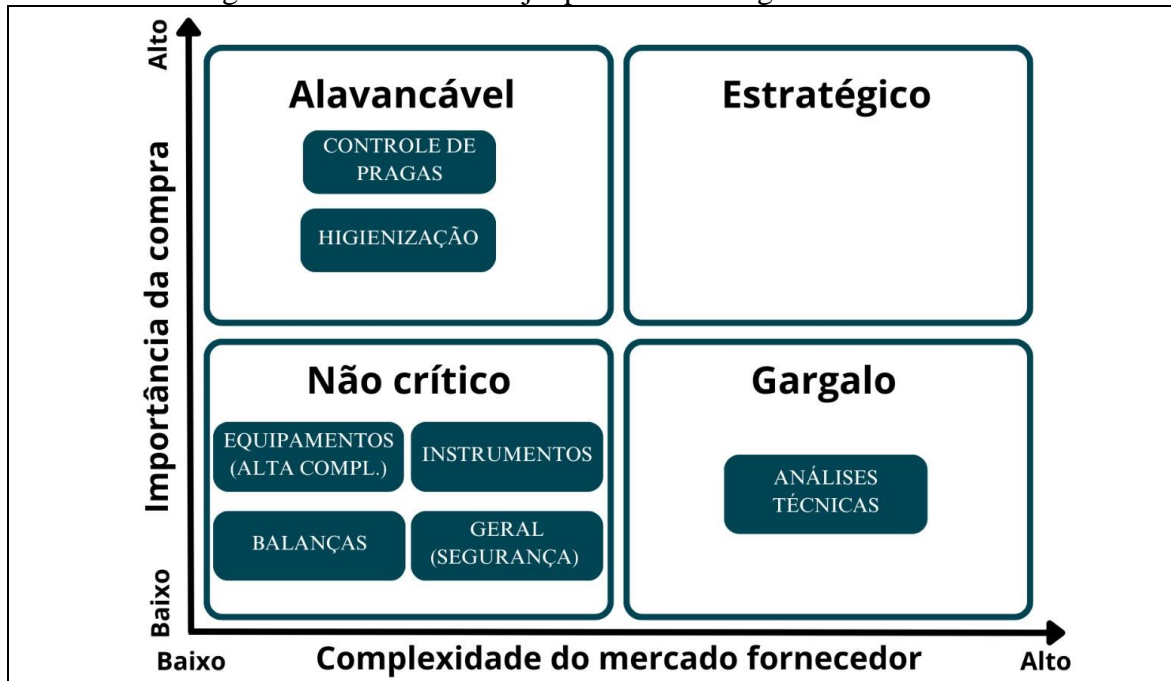 Alto
Alavancável
Estratégico
CONTROLE DE
PRAGAS
HIGIENIZAÇÃO
Importância da compra
Não crítico
Gargalo
EQUIPAMENTOS
(ALTA COMPL.)
INSTRUMENTOS
ANÁLISES
TÉCNICAS
BALANÇAS
GERAL
(SEGURANÇA)
Baixo
Baixo
Complexidade do mercado fornecedor
Alto